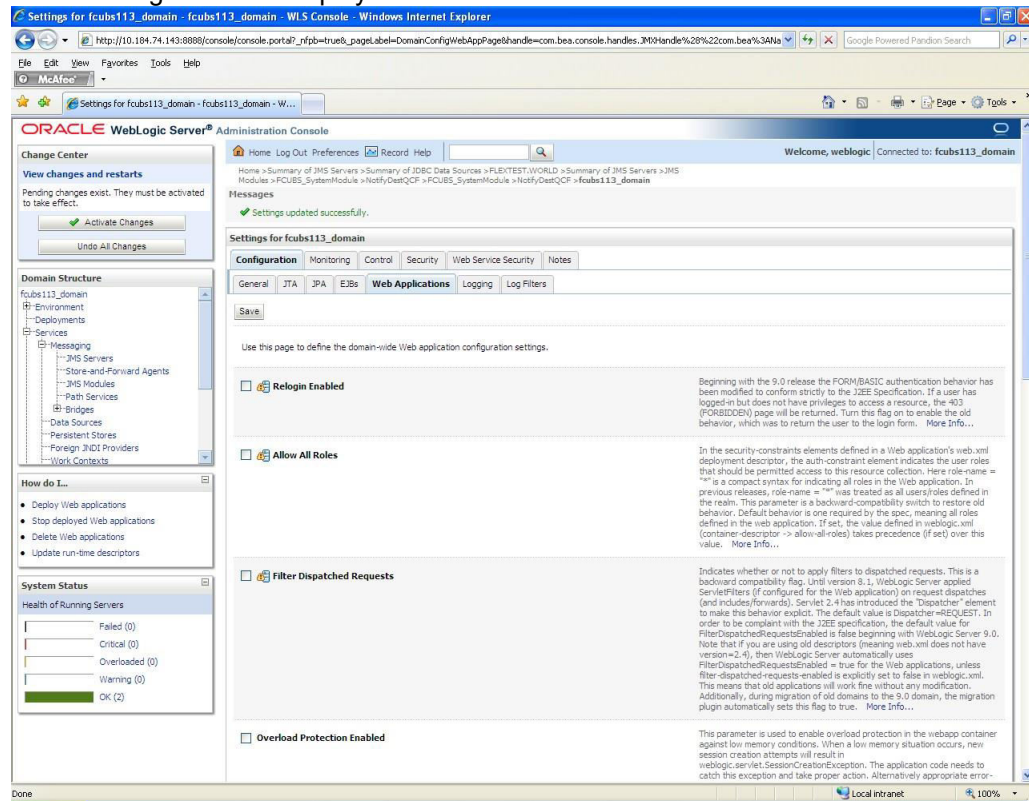 Settings for fcubs113_domain - fcubs113_domain - WLS Console - Windows Internet Explorer
http://10.184.74.143:8888/console/console.portal?_nfpb=true&_pageLabel=DomainConfigWebAppPage&handle=com.bea.console.handles.JMXHandle%28%22com.bea%3ANa
Google Powered Pandion Search
File Edit View Favorites Tools Help
McAfee
Settings for fcubs113_domain - fcubs113_domain - W...
Page Tools
ORACLE WebLogic Server® Administration Console
Change Center
View changes and restarts
Pending changes exist. They must be activated
to take effect.
Activate Changes
Undo All Changes
Domain Structure
fcubs113_domain
Environment
Deployments
Services
Messaging
JMS Servers
Store-and-Forward Agents
JMS Modules
Path Services
Bridges
Data Sources
Persistent Stores
Foreign JNDI Providers
Work Contexts
How do I...
Deploy Web applications
Stop deployed Web applications
Delete Web applications
Update run-time descriptors
System Status
Health of Running Servers
Failed (0)
Critical (0)
Overloaded (0)
Warning (0)
OK (2)
Home Log Out Preferences Record Help
Welcome, weblogic Connected to: fcubs113_domain
Home >Summary of JMS Servers >Summary of JDBC Data Sources >FLEXTEST.WORLD >Summary of JMS Servers >JMS
Modules >FCUBS_SystemModule >NotifyDestQCF >FCUBS_SystemModule >NotifyDestQCF >fcubs113_domain
Messages
Settings updated successfully.
Settings for fcubs113_domain
Configuration Monitoring Control Security Web Service Security Notes
General JTA JPA EJBs Web Applications Logging Log Filters
Save
Use this page to define the domain-wide Web application configuration settings.
Relogin Enabled
Beginning with the 9.0 release the FORM/BASIC authentication behavior has
been modified to conform strictly to the J2EE Specification. If a user has
logged-in but does not have privileges to access a resource, the 403
(FORBIDDEN) page will be returned. Turn this flag on to enable the old
behavior, which was to return the user to the login form. More Info...
Allow All Roles
In the security-constraints elements defined in a Web application's web.xml
deployment descriptor, the auth-constraint element indicates the user roles
that should be permitted access to this resource collection. Here role-name =
"*" is a compact syntax for indicating all roles in the Web application. In
previous releases, role-name = "*" was treated as all users/roles defined in
the realm. This parameter is a backward-compatibility switch to restore old
behavior. Default behavior is one required by the spec, meaning all roles
defined in the web application. If set, the value defined in weblogic.xml
(container-descriptor -> allow-all-roles) takes precedence (if set) over this
value. More Info...
Filter Dispatched Requests
Indicates whether or not to apply filters to dispatched requests. This is a
backward compatibility flag. Until version 8.1, WebLogic Server applied
ServletFilters (if configured for the Web application) on request dispatches
(and includes/forwards). Servlet 2.4 has introduced the "Dispatcher" element
to make this behavior explicit. The default value is Dispatcher=REQUEST. In
order to be complaint with the J2EE specification, the default value for
FilterDispatchedRequestsEnabled is false beginning with WebLogic Server 9.0.
Note that if you are using old descriptors (meaning web.xml does not have
version=2.4), then WebLogic Server automatically uses
FilterDispatchedRequestsEnabled = true for the Web applications, unless
filter-dispatched-requests-enabled is explicitly set to false in weblogic.xml.
This means that old applications will work fine without any modification.
Additionally, during migration of old domains to the 9.0 domain, the migration
plugin automatically sets this flag to true. More Info...
Overload Protection Enabled
This parameter is used to enable overload protection in the webapp container
against low memory conditions. When a low memory situation occurs, new
session creation attempts will result in
weblogic.servlet.SessionCreationException. The application code needs to
catch this exception and take proper action. Alternatively appropriate error-
Done
Local intranet
100%